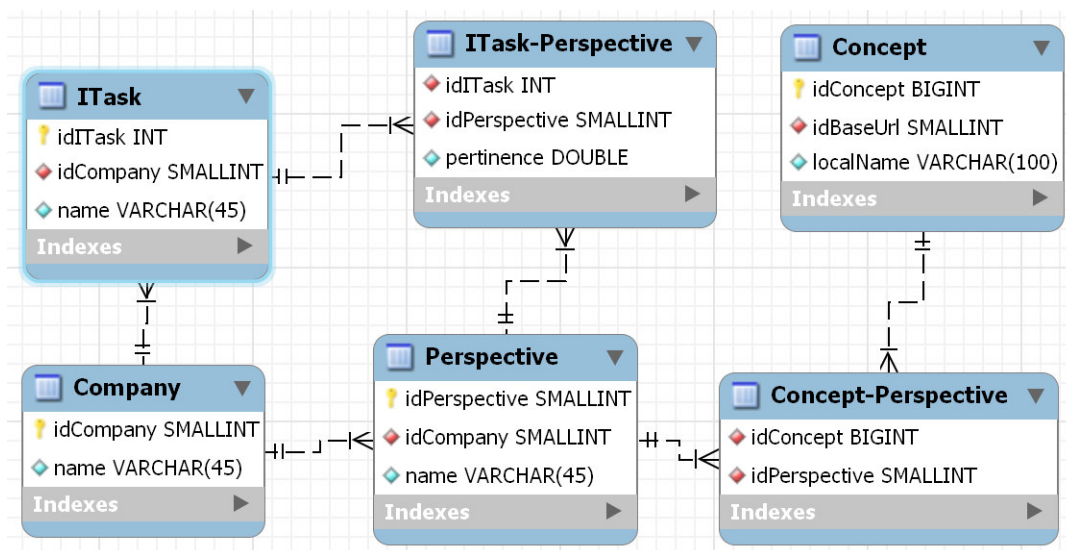 ITask
idITask INT
idCompany SMALLINT
name VARCHAR(45)
Indexes
ITask-Perspective
idITask INT
idPerspective SMALLINT
pertinence DOUBLE
Indexes
Concept
idConcept BIGINT
idBaseUrl SMALLINT
localName VARCHAR(100)
Indexes
Company
idCompany SMALLINT
name VARCHAR(45)
Indexes
Perspective
idPerspective SMALLINT
idCompany SMALLINT
name VARCHAR(45)
Indexes
Concept-Perspective
idConcept BIGINT
idPerspective SMALLINT
Indexes